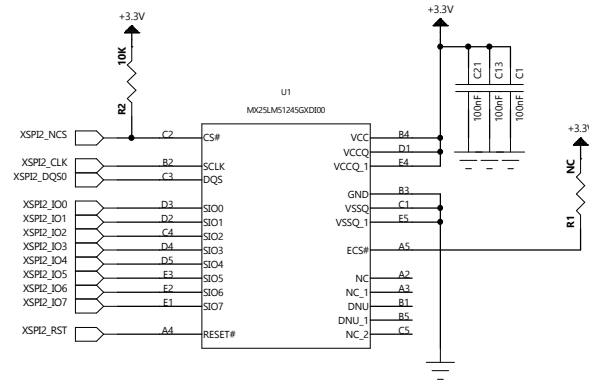 +3.3V
+3.3V
10K
R2
C21
C13
C1
100nF
100nF
100nF
U1
MX25LM51245GXDI00
+3.3V
NC
R1
XSPI2_NCS C2 CS# VCC B4
VCCQ D1
XSPI2_CLK B2 SCLK VCCQ_1 E4
XSPI2_DQS0 C3 DQS
GND B3
XSPI2_IO0 D3 SIO0 VSSQ C1
XSPI2_IO1 D2 SIO1 VSSQ_1 E5
XSPI2_IO2 C4 SIO2
XSPI2_IO3 D4 SIO3 ECS# A5
XSPI2_IO4 D5 SIO4
XSPI2_IO5 E3 SIO5 NC A2
XSPI2_IO6 E2 SIO6 NC_1 A3
XSPI2_IO7 E1 SIO7 DNU B1
DNU_1 B5
XSPI2_RST A4 RESET# NC_2 C5